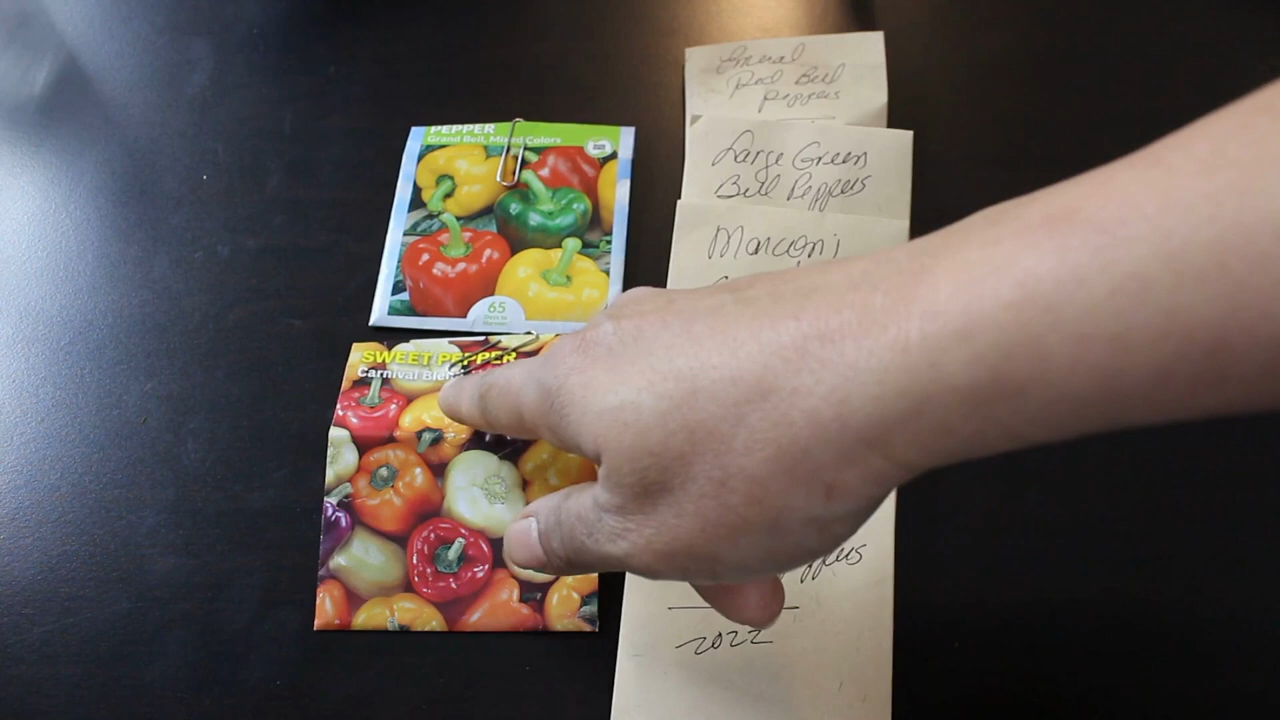 PEPPER
Grand Bell, Mixed Colors
65
Days to
Harvest
SWEET PEPPER
Carnival Blend
Red Bell
Peppers
Large Green
Bell Peppers
Marconi
2022